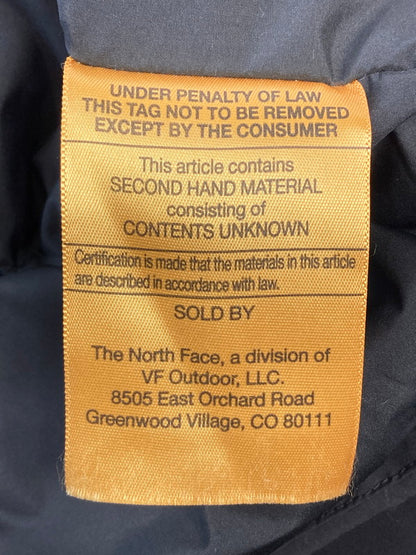 UNDER PENALTY OF LAW
THIS TAG NOT TO BE REMOVED
EXCEPT BY THE CONSUMER
This article contains
SECOND HAND MATERIAL
consisting of
CONTENTS UNKNOWN
Certification is made that the materials in this article
are described in accordance with law.
SOLD BY
The North Face, a division of
VF Outdoor, LLC.
8505 East Orchard Road
Greenwood Village, CO 80111